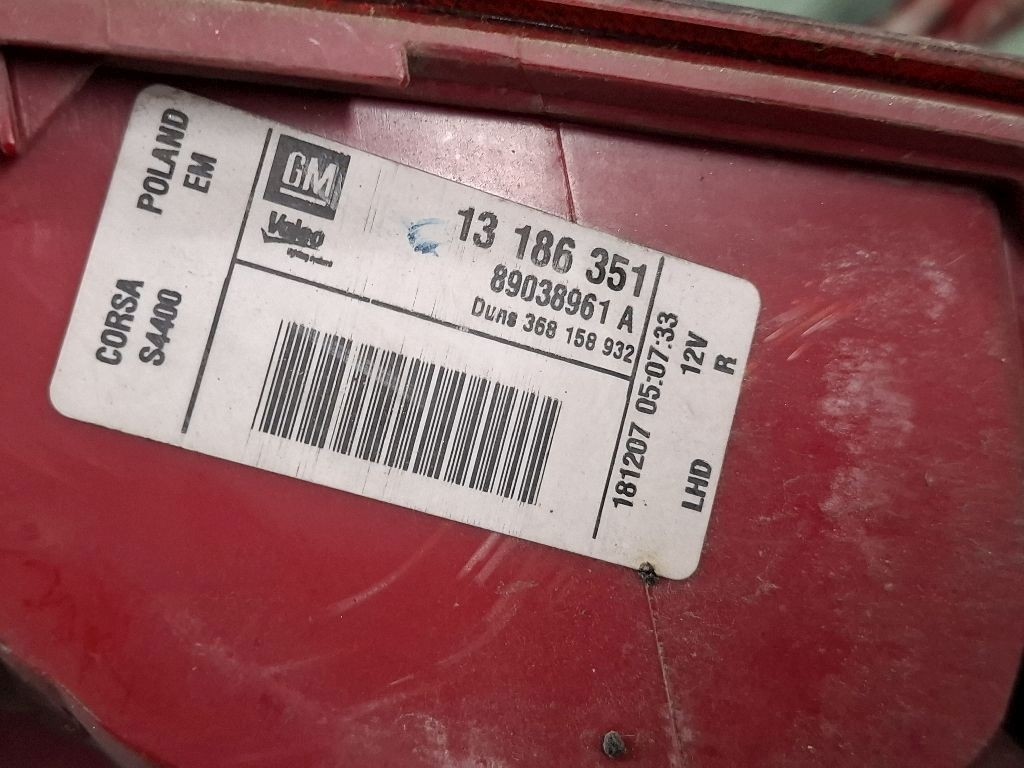 POLAND
EM
CORSA
S4400
GM
Valeo
13 186 351
89038961 A
Duns 368 158 932
181207 05:07:33
12V
R
LHD